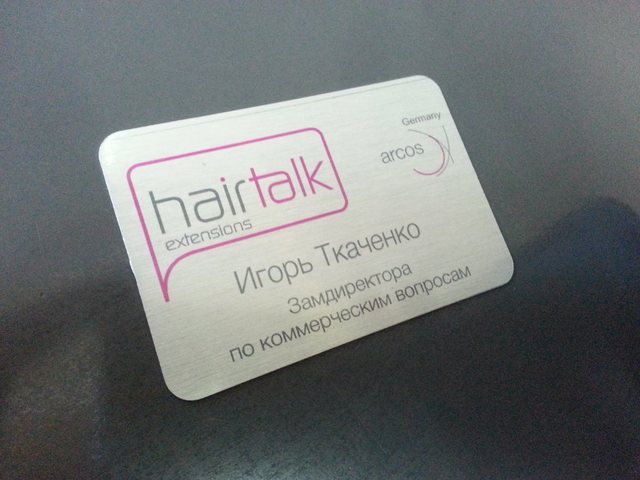 hairtalk
extensions
Germany
arcos
Игорь Ткаченко
Замдиректора
по коммерческим вопросам